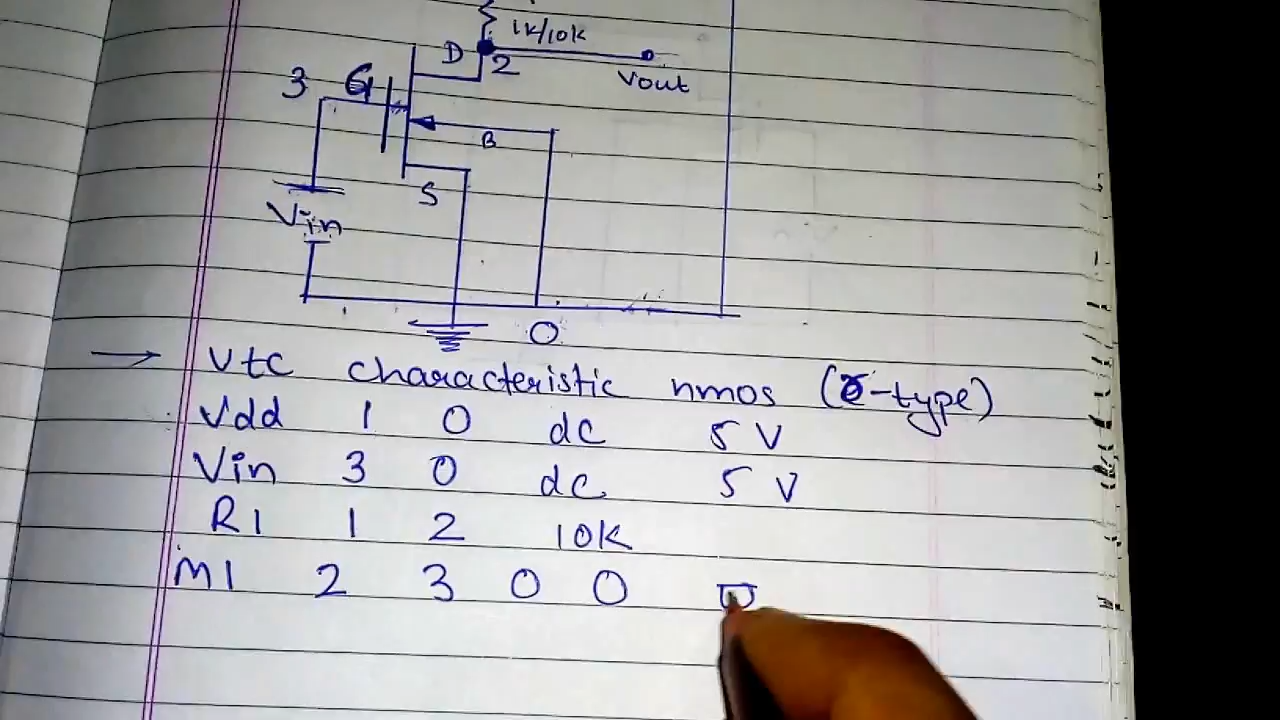 1k/10k
D
2
3 G
Vout
B
S
Vin
0
→ Vtc characteristic nmos (e-type)
Vdd 1 0 dc 5 V
Vin 3 0 dc 5 V
R1 1 2 10K
M1 2 3 0 0